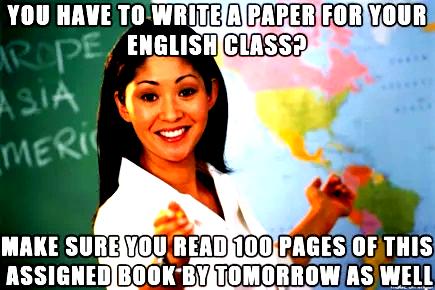 YOU HAVE TO WRITE A PAPER FOR YOUR
ENGLISH CLASS?
ROPE
ASIA
MERIC
MAKE SURE YOU READ 100 PAGES OF THIS
ASSIGNED BOOK BY TOMORROW AS WELL